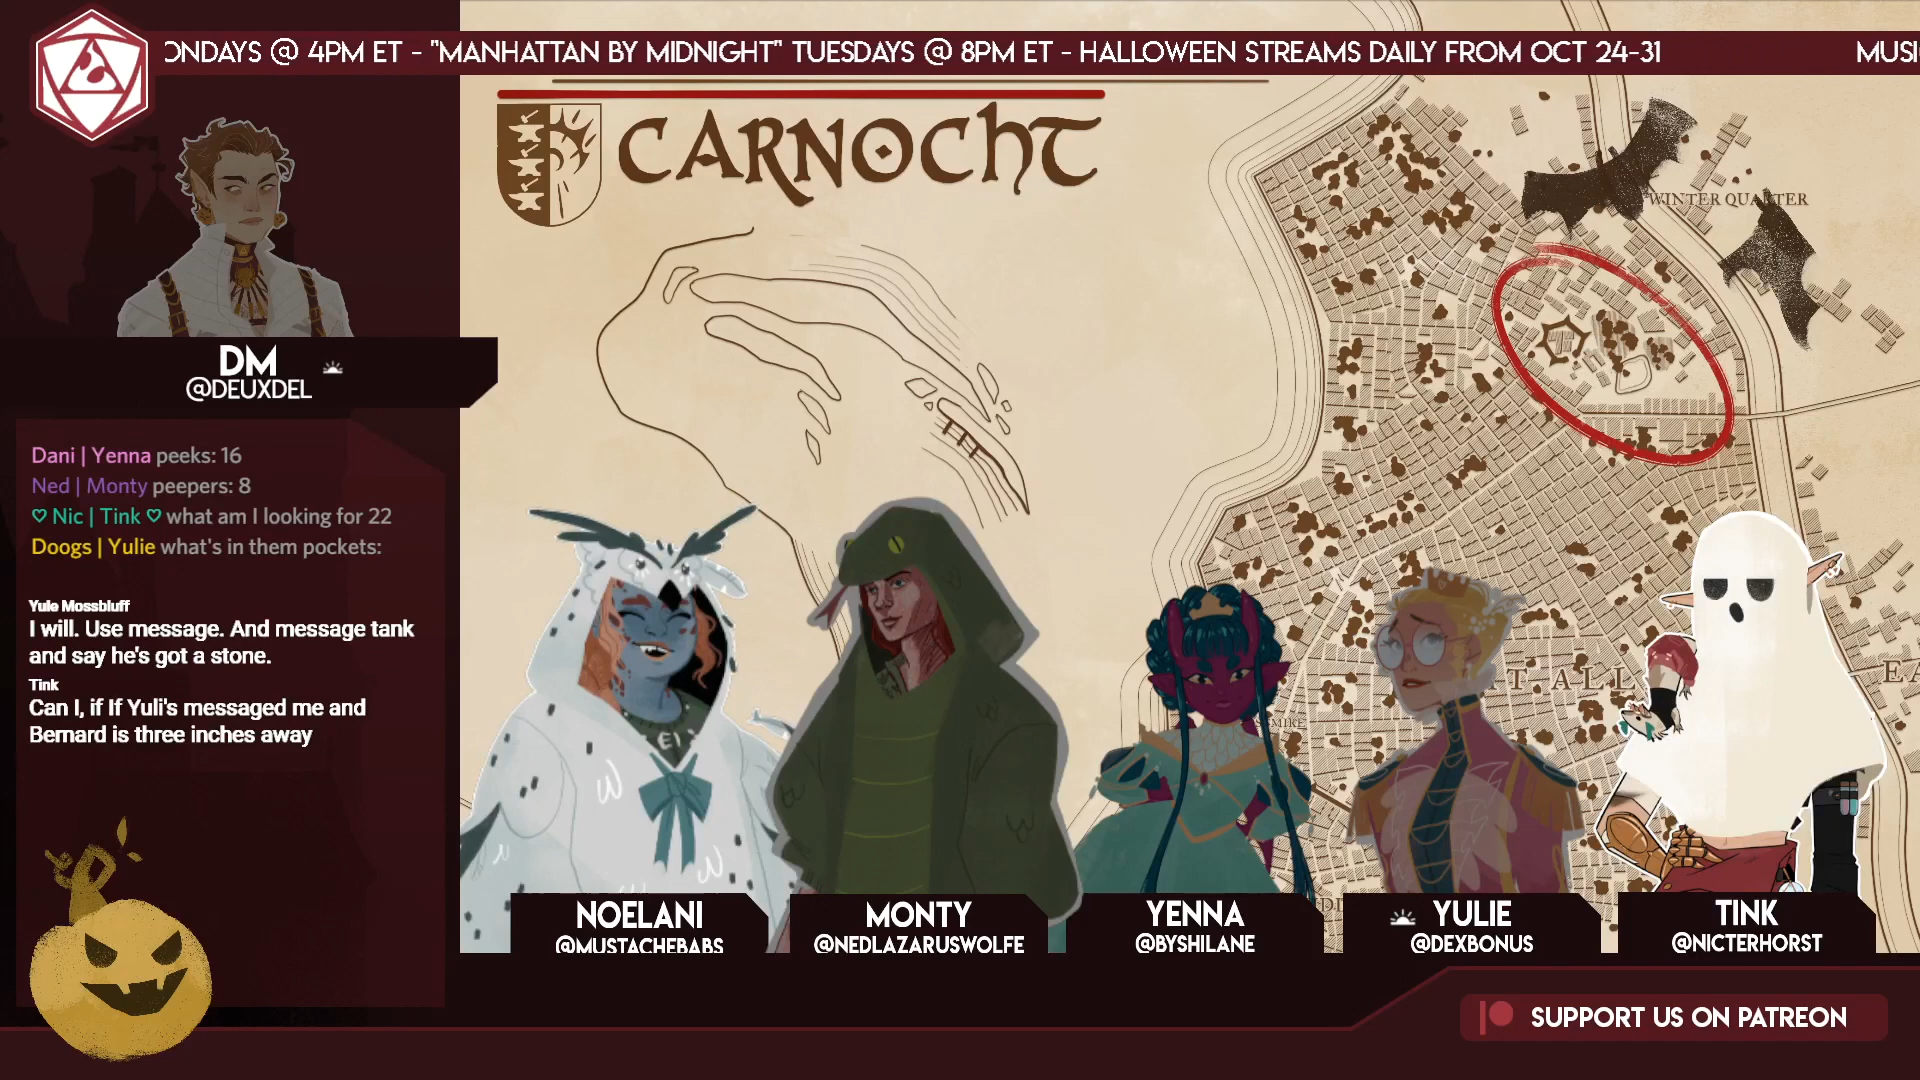 ONDAYS @ 4PM ET - "MANHATTAN BY MIDNIGHT" TUESDAYS @ 8PM ET - HALLOWEEN STREAMS DAILY FROM OCT 24-31 MUSI
CARNOCHT
WINTER QUARTER
DM
@DEUXDEL
Dani | Yenna peeks: 16
Ned | Monty peepers: 8
♡ Nic | Tink ♡ what am I looking for 22
Doogs | Yulie what's in them pockets:
Yule Mossbluff
I will. Use message. And message tank
and say he's got a stone.
Tink
Can I, if If Yuli's messaged me and
Bernard is three inches away
NOELANI
@MUSTACHEBABS
MONTY
@NEDLAZARUSWOLFE
YENNA
@BYSHILANE
YULIE
@DEXBONUS
TINK
@NICTERHORST
SUPPORT US ON PATREON